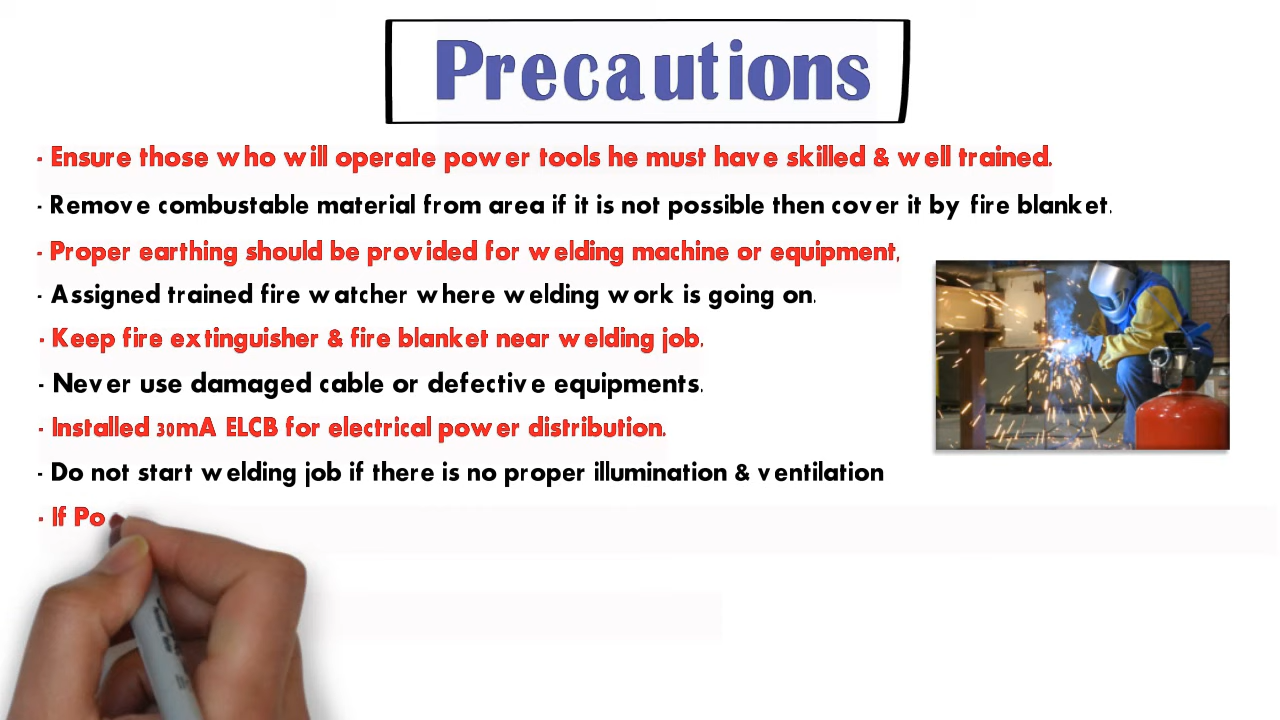 Precautions
- Ensure those who will operate power tools he must have skilled & well trained.
- Remove combustable material from area if it is not possible then cover it by fire blanket.
- Proper earthing should be provided for welding machine or equipment,
- Assigned trained fire watcher where welding work is going on.
- Keep fire extinguisher & fire blanket near welding job.
- Never use damaged cable or defective equipments.
- Installed 30mA ELCB for electrical power distribution.
- Do not start welding job if there is no proper illumination & ventilation
- If Po